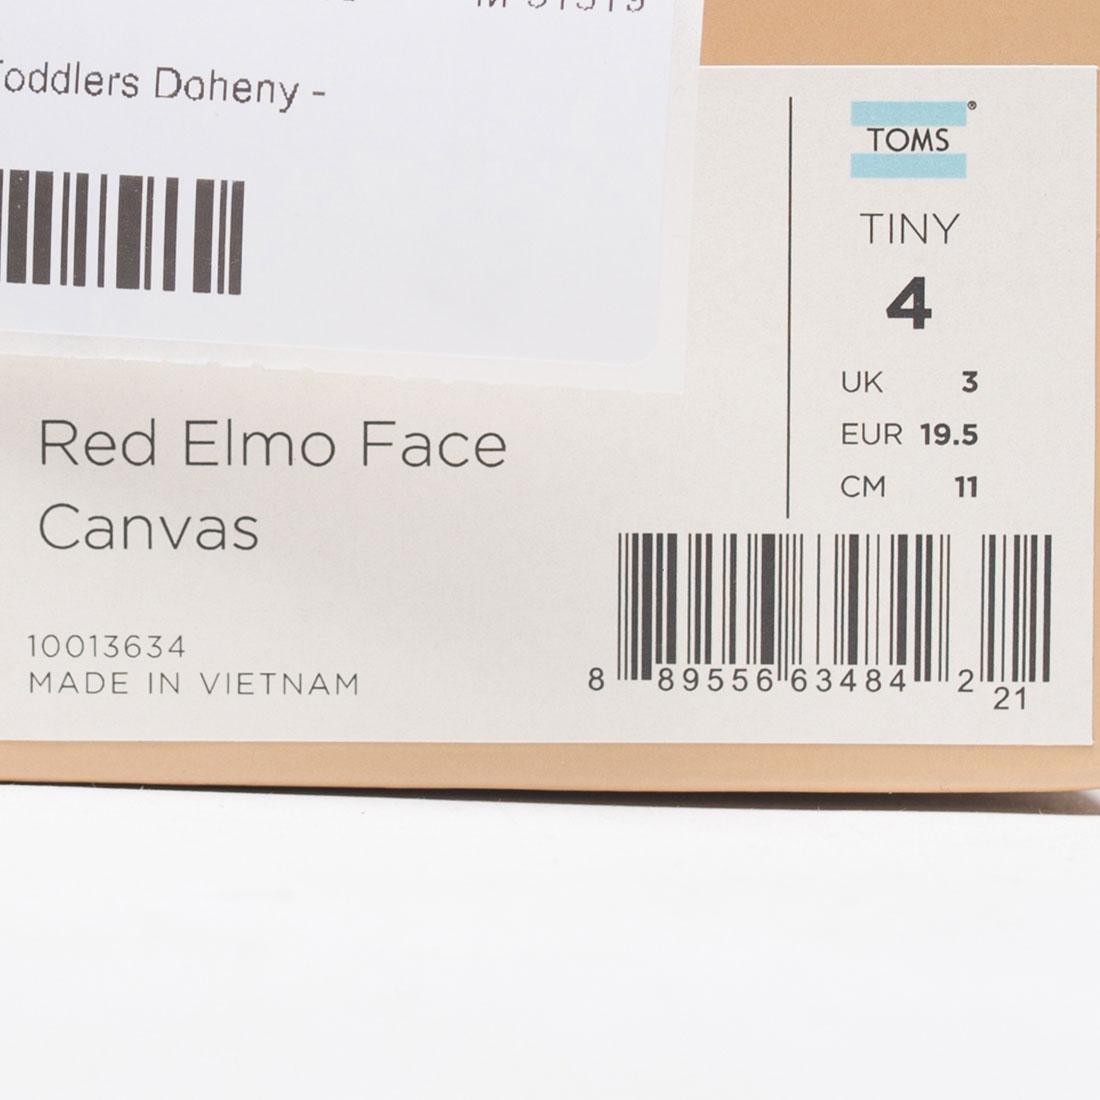 Doheny -
TOMS®
TINY
4
UK 3
EUR 19.5
CM 11
Red Elmo Face
Canvas
10013634
MADE IN VIETNAM
8 89556 63484 2 21